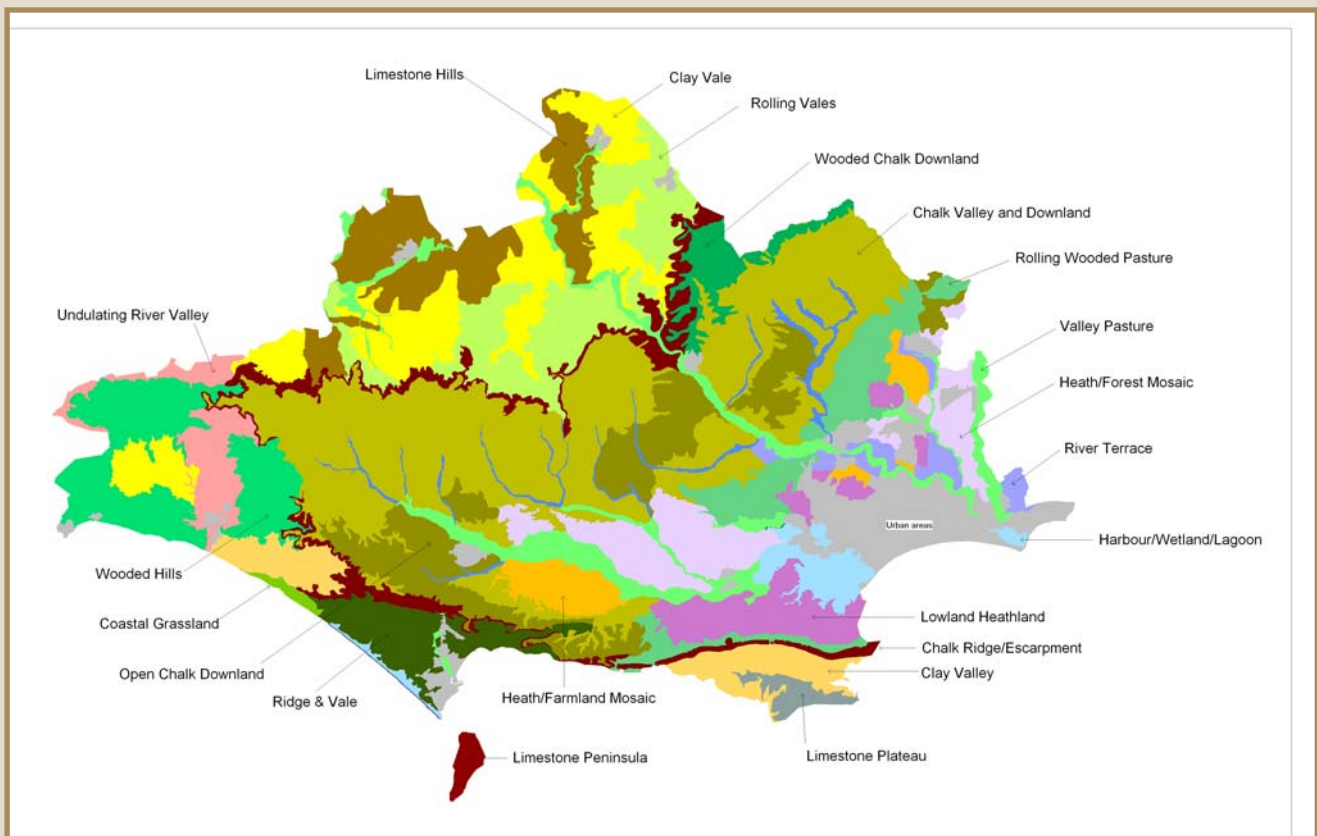 Limestone Hills
Clay Vale
Rolling Vales
Wooded Chalk Downland
Chalk Valley and Downland
Rolling Wooded Pasture
Undulating River Valley
Valley Pasture
Heath/Forest Mosaic
River Terrace
Urban areas
Harbour/Wetland/Lagoon
Wooded Hills
Coastal Grassland
Lowland Heathland
Chalk Ridge/Escarpment
Open Chalk Downland
Clay Valley
Ridge & Vale
Heath/Farmland Mosaic
Limestone Peninsula
Limestone Plateau